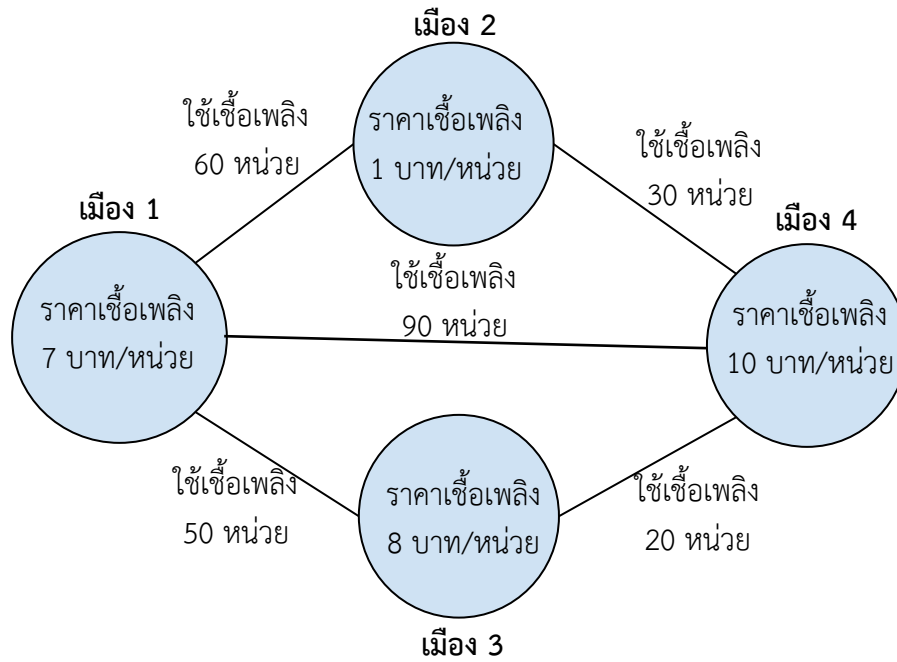 เมือง 2
ใช้เชื้อเพลิง
60 หน่วย
ราคาเชื้อเพลิง
1 บาท/หน่วย
ใช้เชื้อเพลิง
30 หน่วย
เมือง 1
เมือง 4
ราคาเชื้อเพลิง
7 บาท/หน่วย
ใช้เชื้อเพลิง
90 หน่วย
ราคาเชื้อเพลิง
10 บาท/หน่วย
ใช้เชื้อเพลิง
50 หน่วย
ราคาเชื้อเพลิง
8 บาท/หน่วย
ใช้เชื้อเพลิง
20 หน่วย
เมือง 3